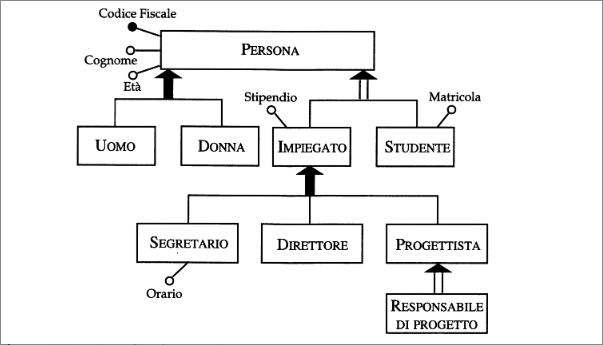 Codice Fiscale
PERSONA
Cognome
Età
Stipendio
Matricola
UOMO
DONNA
IMPIEGATO
STUDENTE
SEGRETARIO
DIRETTORE
PROGETTISTA
Orario
RESPONSABILE
DI PROGETTO